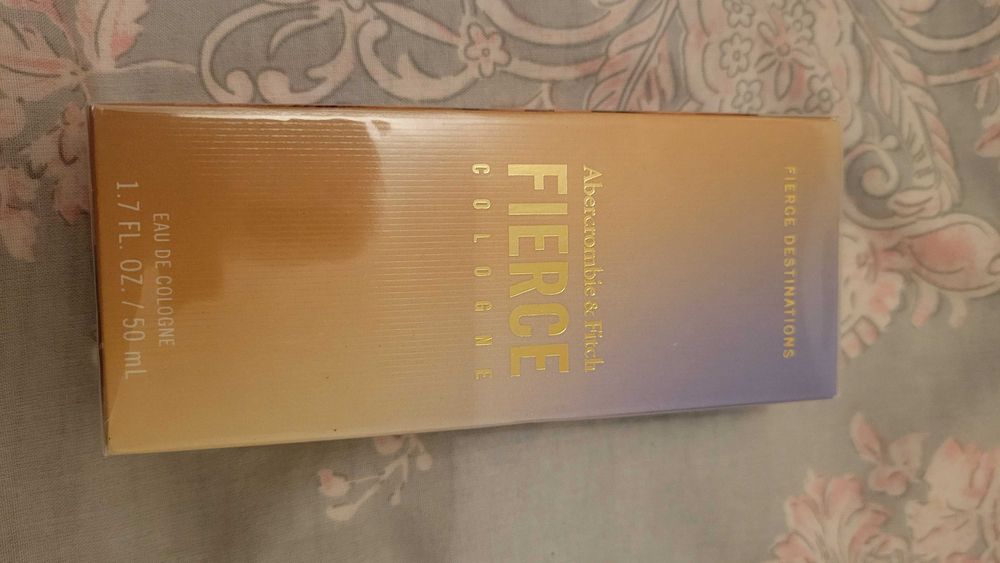 FIERCE DESTINATIONS
Abercrombie & Fitch
FIERCE
COLOGNE
EAU DE COLOGNE
1.7 FL. OZ. / 50 mL